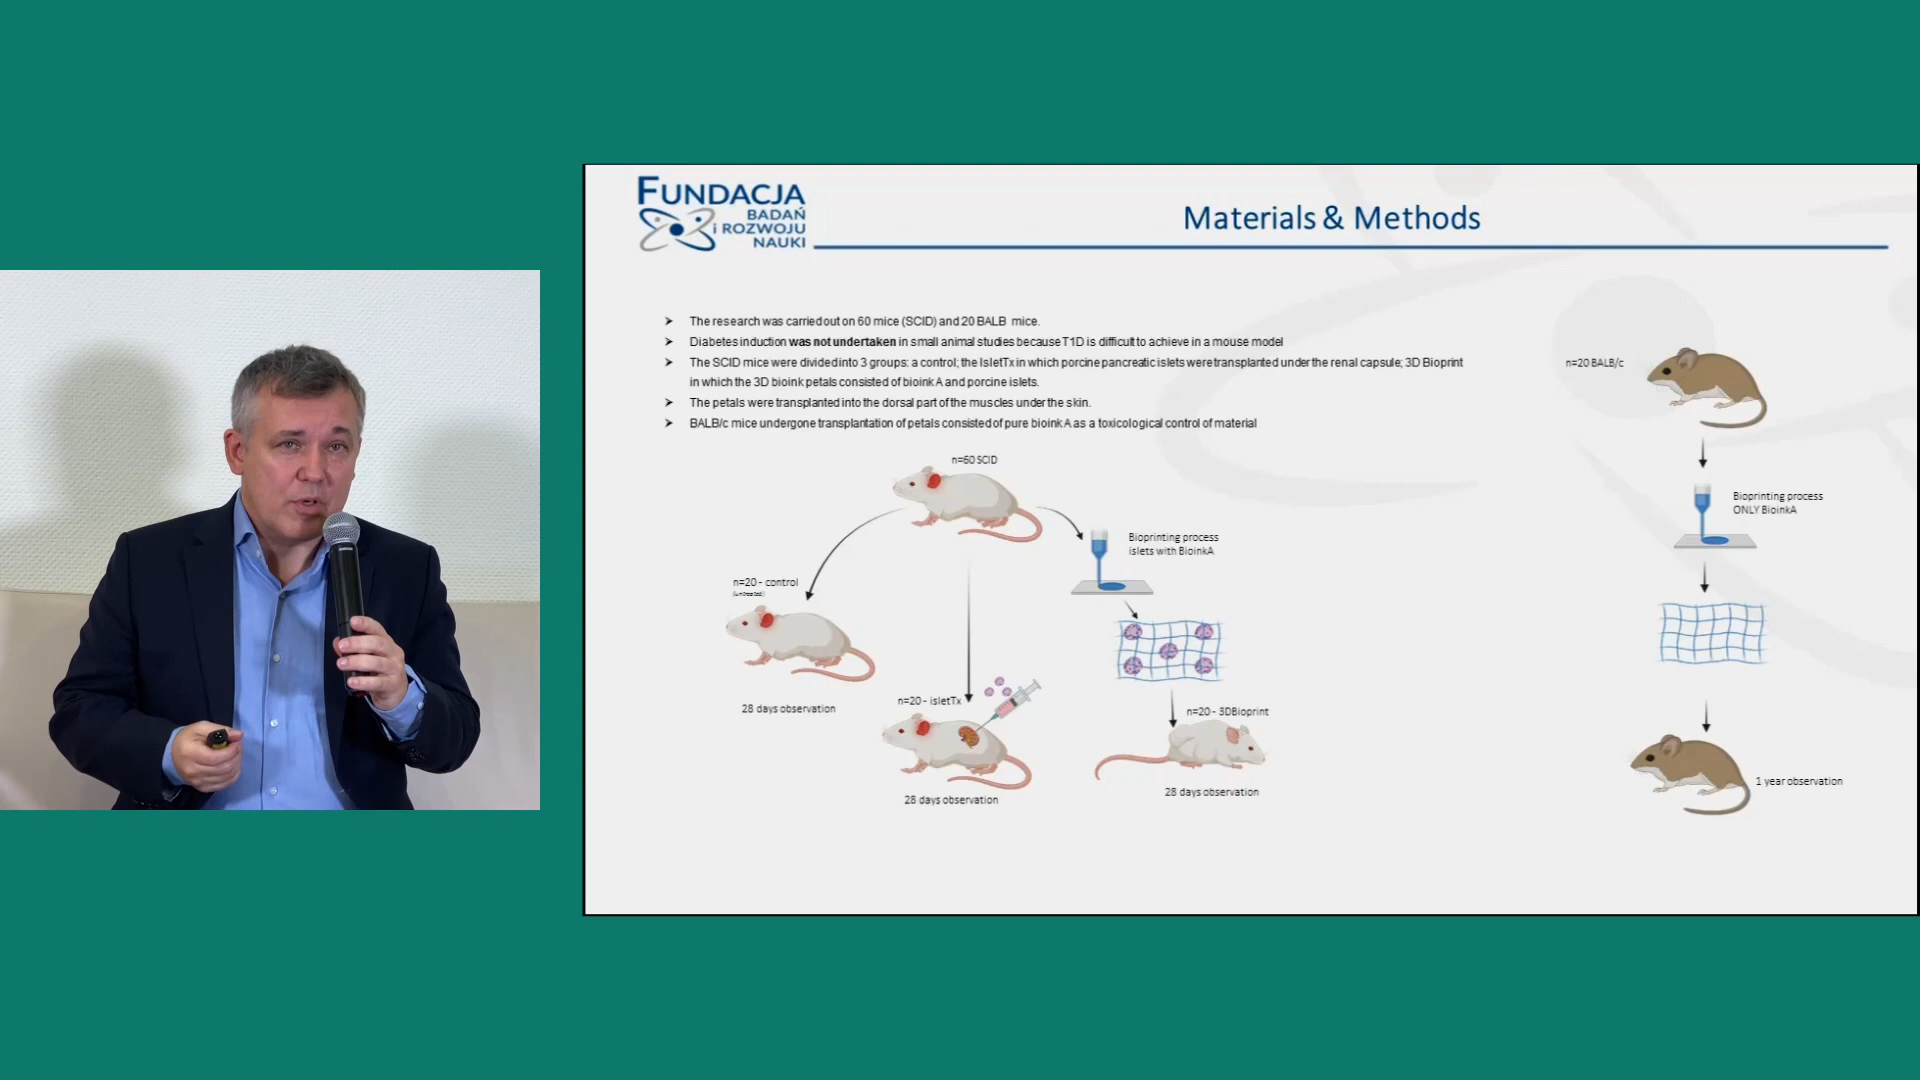 FUNDACJA
BADAŃ
i ROZWOJU
NAUKI
Materials & Methods
➤ The research was carried out on 60 mice (SCID) and 20 BALB mice.
➤ Diabetes induction was not undertaken in small animal studies because T1D is difficult to achieve in a mouse model
➤ The SCID mice were divided into 3 groups: a control; the IsletTx in which porcine pancreatic islets were transplanted under the renal capsule; 3D Bioprint
in which the 3D bioink petals consisted of bioink A and porcine islets.
➤ The petals were transplanted into the dorsal part of the muscles under the skin.
➤ BALB/c mice undergone transplantation of petals consisted of pure bioink A as a toxicological control of material
n=60 SCID
Bioprinting process
islets with BioinkA
n=20 - control
(untreated)
28 days observation
n=20 - isletTx
28 days observation
n=20 - 3DBioprint
28 days observation
n=20 BALB/c
Bioprinting process
ONLY BioinkA
1 year observation